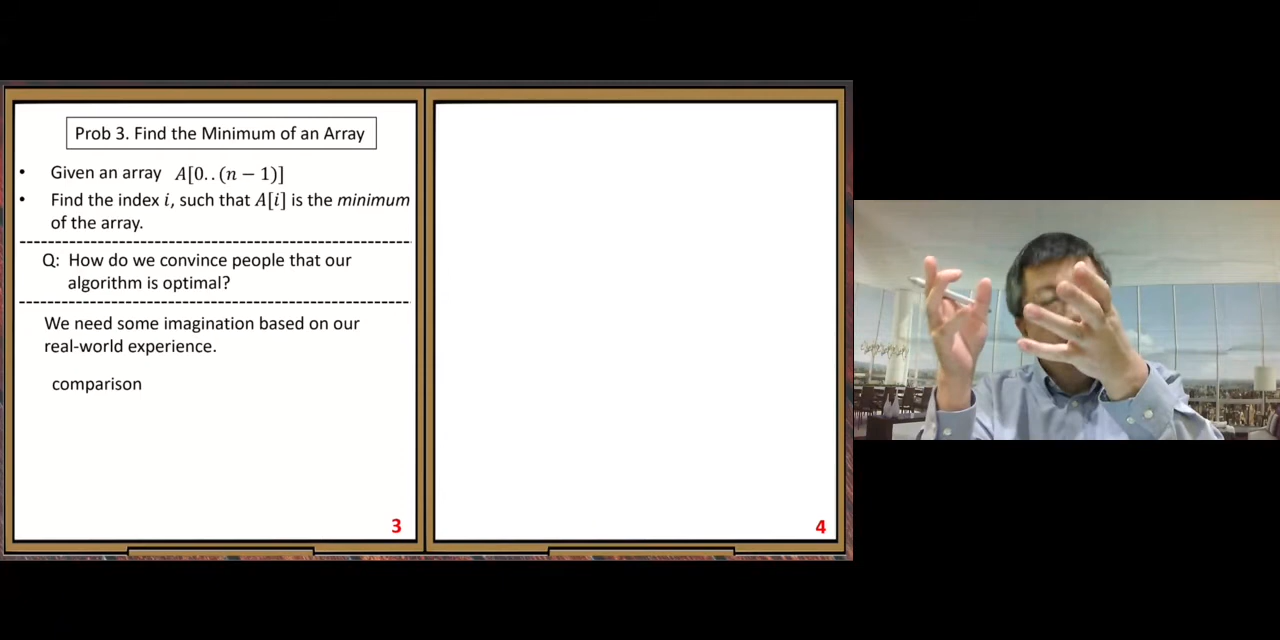 Prob 3. Find the Minimum of an Array
• Given an array A[0..(n − 1)]
• Find the index i, such that A[i] is the minimum
of the array.
Q: How do we convince people that our
algorithm is optimal?
We need some imagination based on our
real-world experience.
comparison
3
4